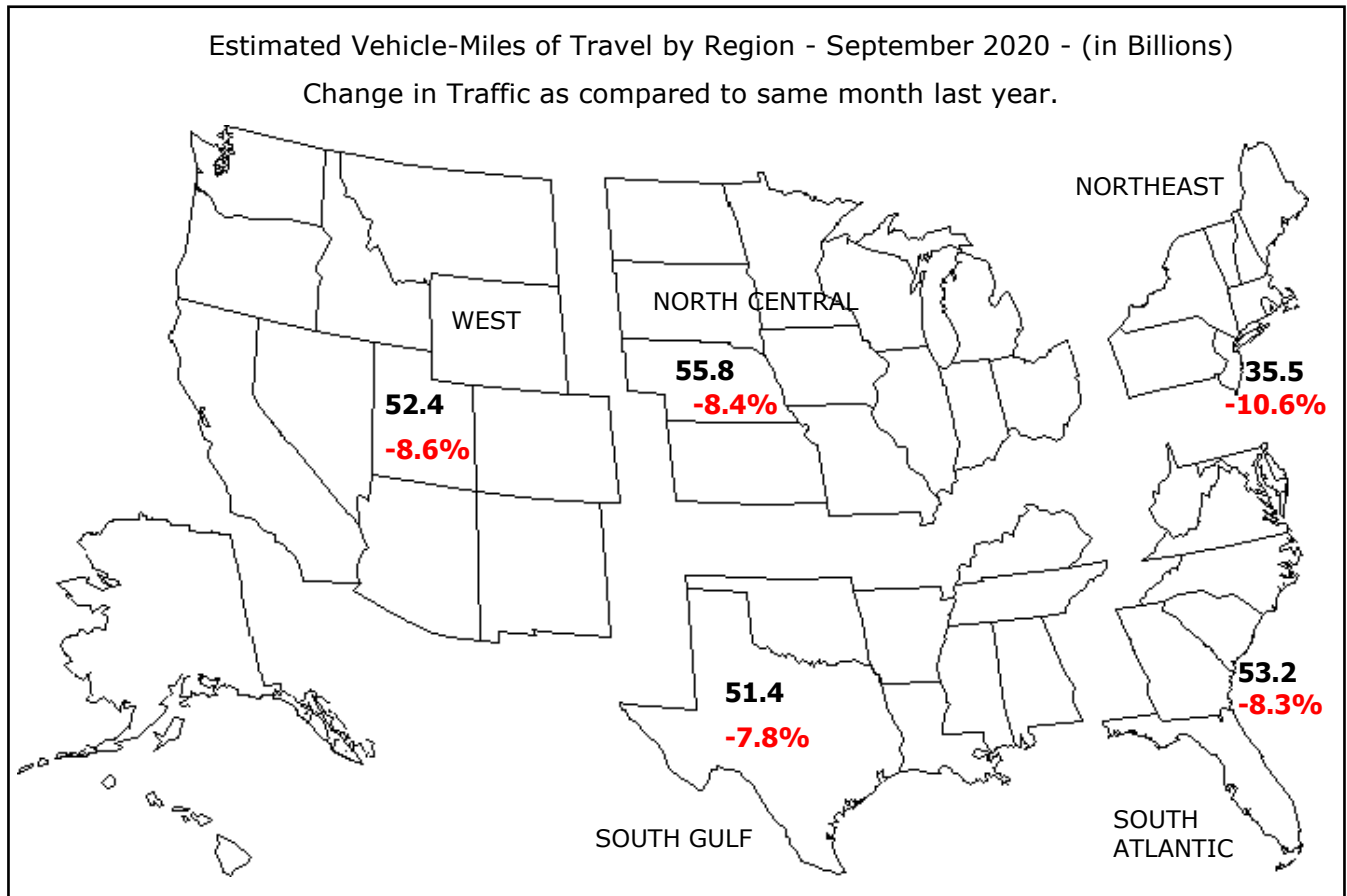 Estimated Vehicle-Miles of Travel by Region - September 2020 - (in Billions)
Change in Traffic as compared to same month last year.
NORTHEAST
WEST
NORTH CENTRAL
52.4
-8.6%
55.8
-8.4%
35.5
-10.6%
51.4
-7.8%
53.2
-8.3%
SOUTH GULF
SOUTH
ATLANTIC